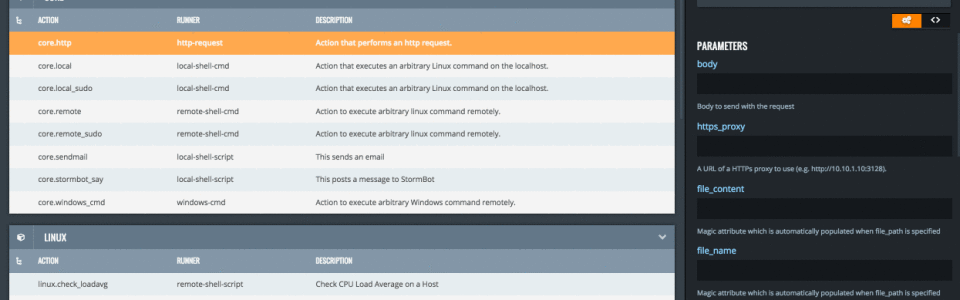 ACTION RUNNER DESCRIPTION
core.http http-request Action that performs an http request.
core.local local-shell-cmd Action that executes an arbitrary Linux command on the localhost.
core.local_sudo local-shell-cmd Action that executes an arbitrary Linux command on the localhost.
core.remote remote-shell-cmd Action to execute arbitrary linux command remotely.
core.remote_sudo remote-shell-cmd Action to execute arbitrary linux command remotely.
core.sendmail local-shell-script This sends an email
core.stormbot_say local-shell-script This posts a message to StormBot
core.windows_cmd windows-cmd Action to execute arbitrary Windows command remotely.
LINUX
ACTION RUNNER DESCRIPTION
linux.check_loadavg remote-shell-script Check CPU Load Average on a Host
PARAMETERS
body
Body to send with the request
https_proxy
A URL of a HTTPs proxy to use (e.g. http://10.10.1.10:3128).
file_content
Magic attribute which is automatically populated when file_path is specified
file_name
Magic attribute which is automatically populated when file_path is specified